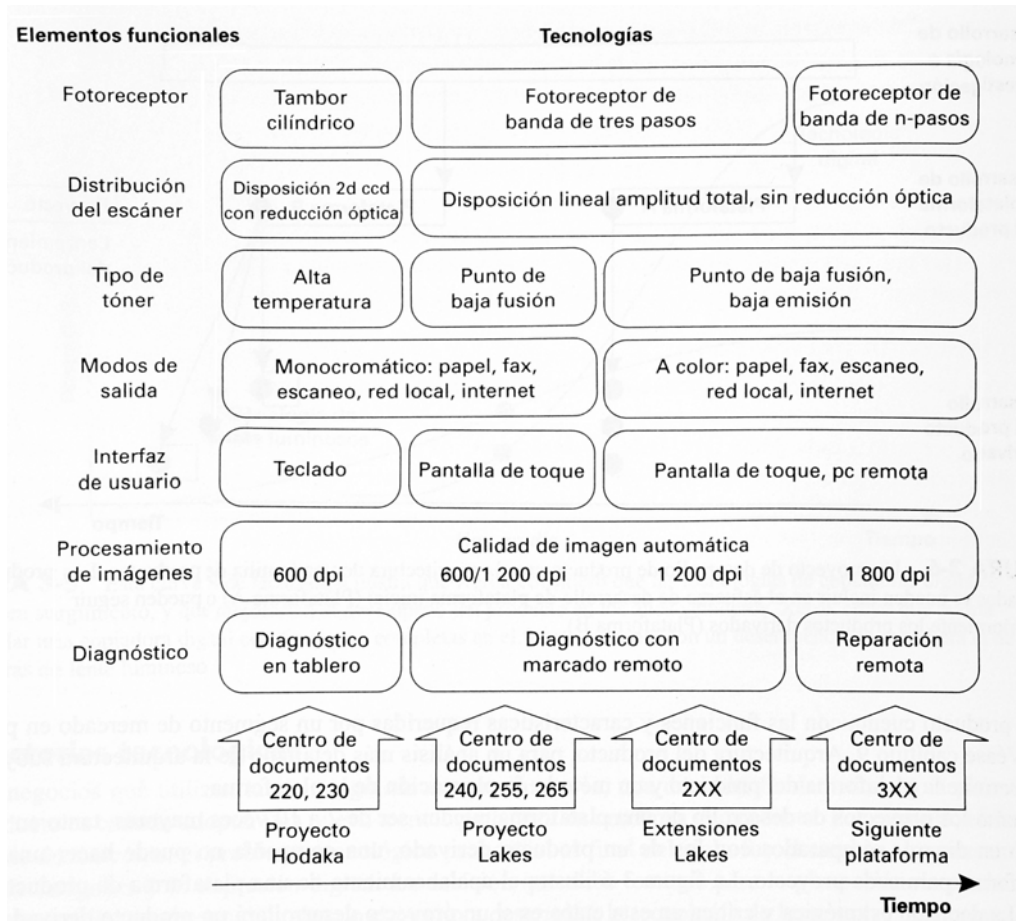 Elementos funcionales
Tecnologías
Fotoreceptor
Tambor
cilíndrico
Fotoreceptor de
banda de tres pasos
Fotoreceptor de
banda de n-pasos
Distribución
del escáner
Disposición 2d ccd
con reducción óptica
Disposición lineal amplitud total, sin reducción óptica
Tipo de
tóner
Alta
temperatura
Punto de
baja fusión
Punto de baja fusión,
baja emisión
Modos de
salida
Monocromático: papel, fax,
escaneo, red local, internet
A color: papel, fax, escaneo,
red local, internet
Interfaz
de usuario
Teclado
Pantalla de toque
Pantalla de toque, pc remota
Procesamiento
de imágenes
Calidad de imagen automática
600 dpi
600/1 200 dpi
1 200 dpi
1 800 dpi
Diagnóstico
Diagnóstico
en tablero
Diagnóstico con
marcado remoto
Reparación
remota
Centro de
documentos
220, 230
Centro de
documentos
240, 255, 265
Centro de
documentos
2XX
Centro de
documentos
3XX
Proyecto
Hodaka
Proyecto
Lakes
Extensiones
Lakes
Siguiente
plataforma
Tiempo